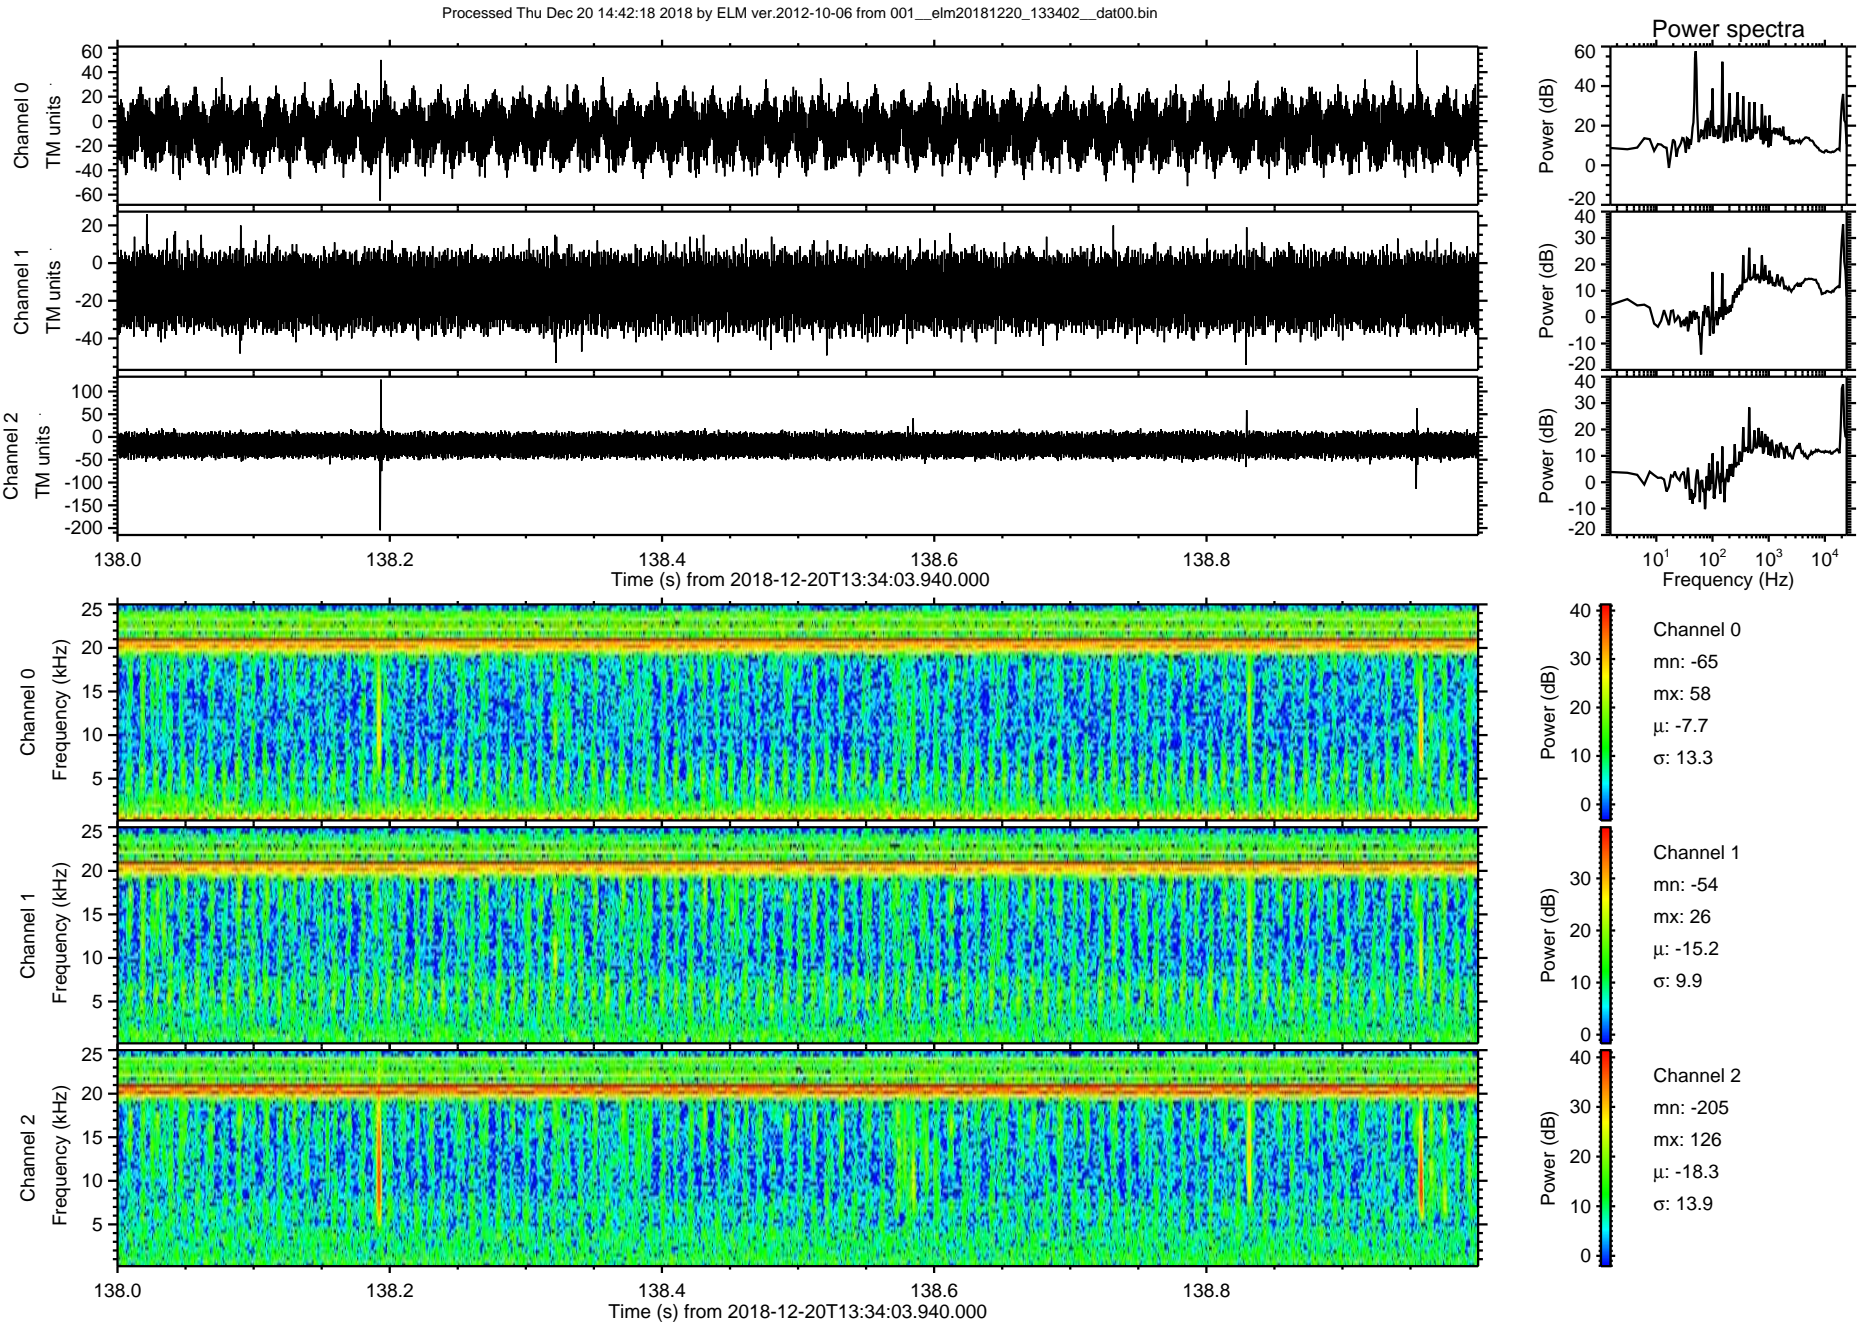 Processed Thu Dec 20 14:42:18 2018 by ELM ver.2012-10-06 from 001__elm20181220_133402__dat00.bin
Power spectra
Channel 0
TM units
60
40
20
0
-20
-40
-60
Power (dB)
60
40
20
0
-20
Channel 1
TM units
20
0
-20
-40
Power (dB)
40
30
20
10
0
-10
-20
Channel 2
TM units
100
50
0
-50
-100
-150
-200
Power (dB)
40
30
20
10
0
-10
-20
138.0 138.2 138.4 138.6 138.8
Time (s) from 2018-12-20T13:34:03.940.000
10^1 10^2 10^3 10^4
Frequency (Hz)
Channel 0
Frequency (kHz)
25
20
15
10
5
Power (dB)
40
30
20
10
0
Channel 0
mn: -65
mx: 58
μ: -7.7
σ: 13.3
Channel 1
Frequency (kHz)
25
20
15
10
5
Power (dB)
30
20
10
0
Channel 1
mn: -54
mx: 26
μ: -15.2
σ: 9.9
Channel 2
Frequency (kHz)
25
20
15
10
5
Power (dB)
40
30
20
10
0
Channel 2
mn: -205
mx: 126
μ: -18.3
σ: 13.9
138.0 138.2 138.4 138.6 138.8
Time (s) from 2018-12-20T13:34:03.940.000